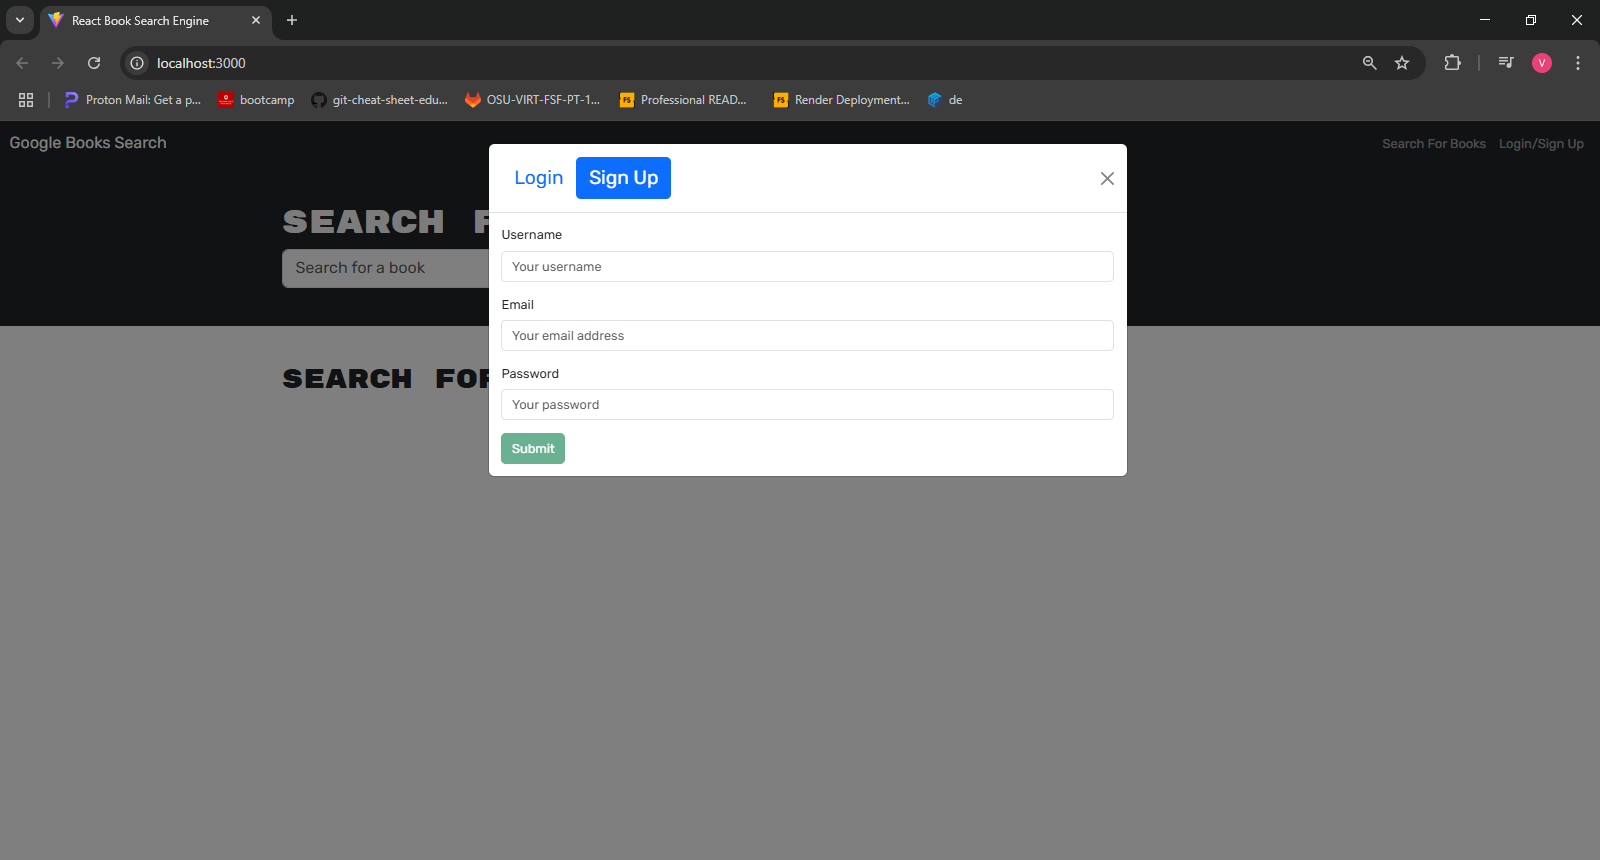 React Book Search Engine
localhost:3000
Proton Mail: Get a p...
bootcamp
git-cheat-sheet-edu...
OSU-VIRT-FSF-PT-1...
FS
Professional READ...
FS
Render Deployment...
de
V
Google Books Search
Search For Books
Login/Sign Up
Login
Sign Up
SEARCH
Search for a book
Username
Your username
Email
Your email address
SEARCH FOR
Password
Your password
Submit